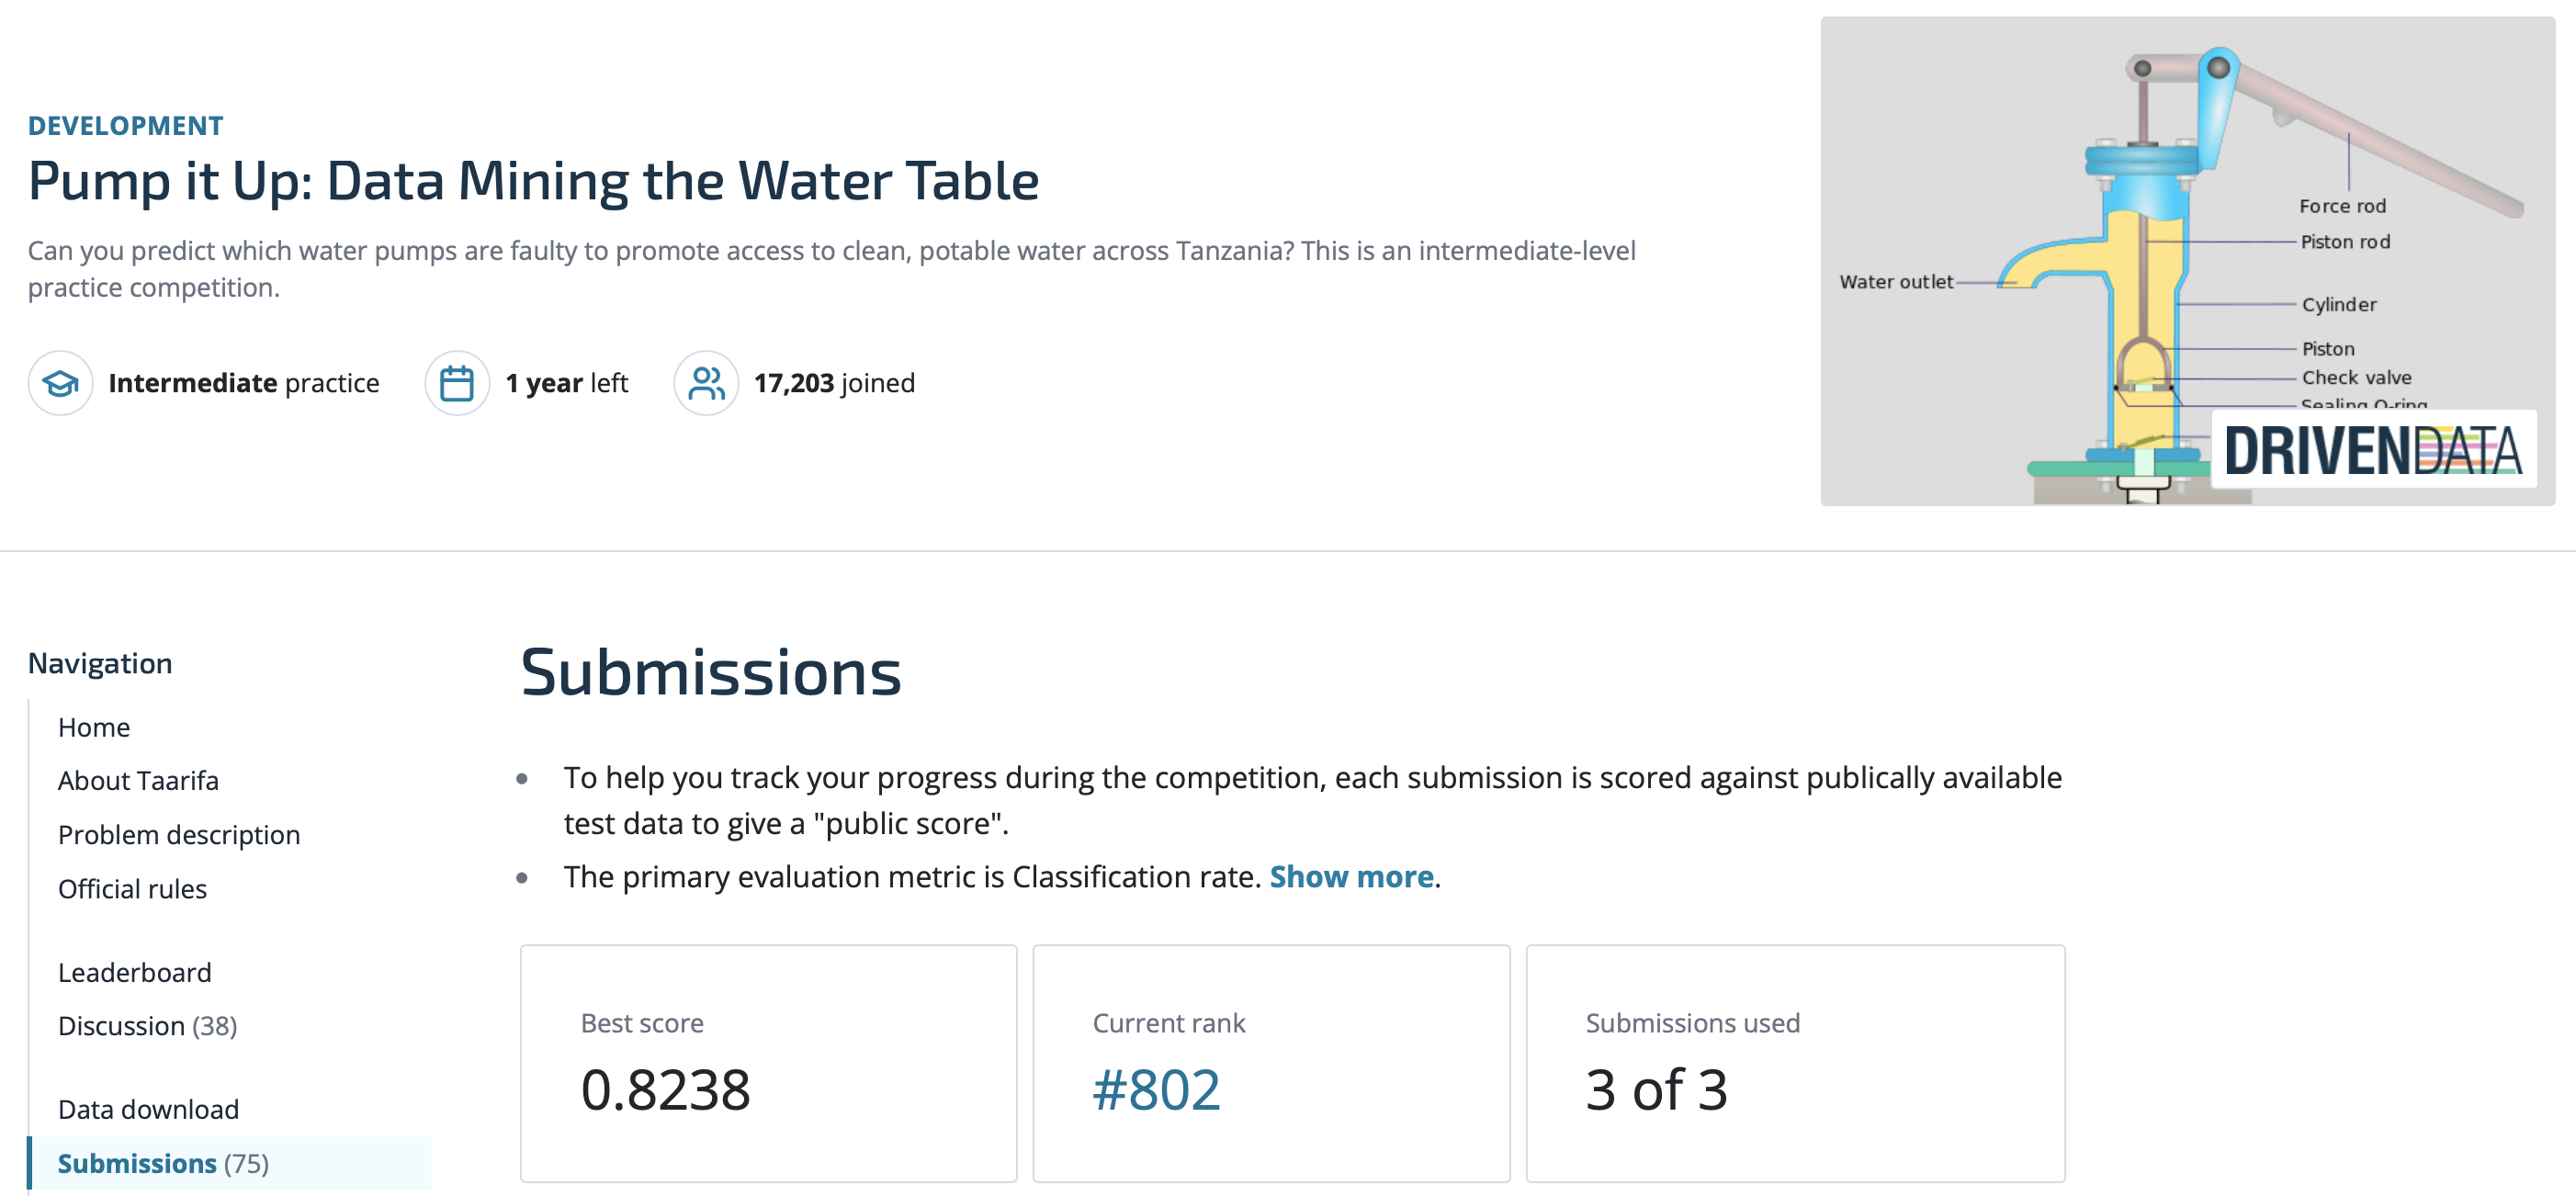 DEVELOPMENT
Pump it Up: Data Mining the Water Table
Can you predict which water pumps are faulty to promote access to clean, potable water across Tanzania? This is an intermediate-level
practice competition.
Intermediate practice
1 year left
17,203 joined
Force rod
Piston rod
Water outlet
Cylinder
Piston
Check valve
Sealing O-ring
DRIVENDATA
Navigation
Home
About Taarifa
Problem description
Official rules
Leaderboard
Discussion (38)
Data download
Submissions (75)
Submissions
To help you track your progress during the competition, each submission is scored against publically available
test data to give a "public score".
The primary evaluation metric is Classification rate. Show more.
Best score
0.8238
Current rank
#802
Submissions used
3 of 3